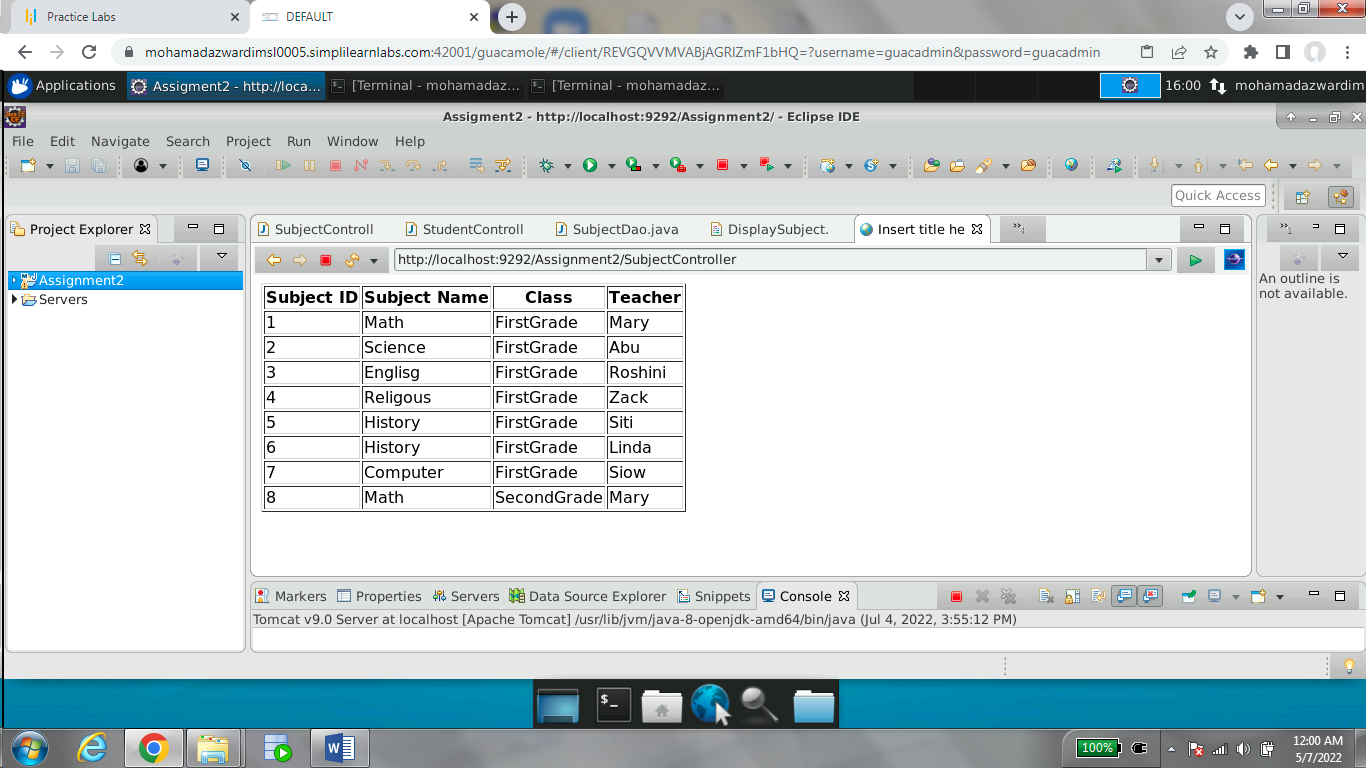 Practice Labs
DEFAULT
mohamadazwardimsl0005.simplilearnlabs.com:42001/guacamole/#/client/REVGQVVMVABjAGRlZmF1bHQ=?username=guacadmin&password=guacadmin
Applications
Assigment2 - http://loca...
[Terminal - mohamadaz...
[Terminal - mohamadaz...
16:00
mohamadazwardim
Assigment2 - http://localhost:9292/Assignment2/ - Eclipse IDE
File Edit Navigate Search Project Run Window Help
Quick Access
Project Explorer
SubjectControll
StudentControll
SubjectDao.java
DisplaySubject.
Insert title he
http://localhost:9292/Assignment2/SubjectController
Assignment2
Servers
An outline is
not available.
Subject ID Subject Name Class Teacher
1 Math FirstGrade Mary
2 Science FirstGrade Abu
3 Englisg FirstGrade Roshini
4 Religous FirstGrade Zack
5 History FirstGrade Siti
6 History FirstGrade Linda
7 Computer FirstGrade Siow
8 Math SecondGrade Mary
Markers Properties Servers Data Source Explorer Snippets Console
Tomcat v9.0 Server at localhost [Apache Tomcat] /usr/lib/jvm/java-8-openjdk-amd64/bin/java (Jul 4, 2022, 3:55:12 PM)
100%
12:00 AM
5/7/2022